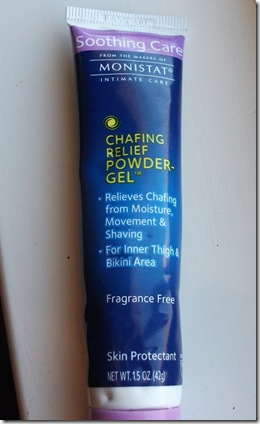 Soothing Care
FROM THE MAKERS OF
MONISTAT®
INTIMATE CARE
CHAFING
RELIEF
POWDER-
GEL™
• Relieves Chafing
from Moisture,
Movement &
Shaving
• For Inner Thigh &
Bikini Area
Fragrance Free
Skin Protectant
NET WT. 1.5 OZ. (42g)